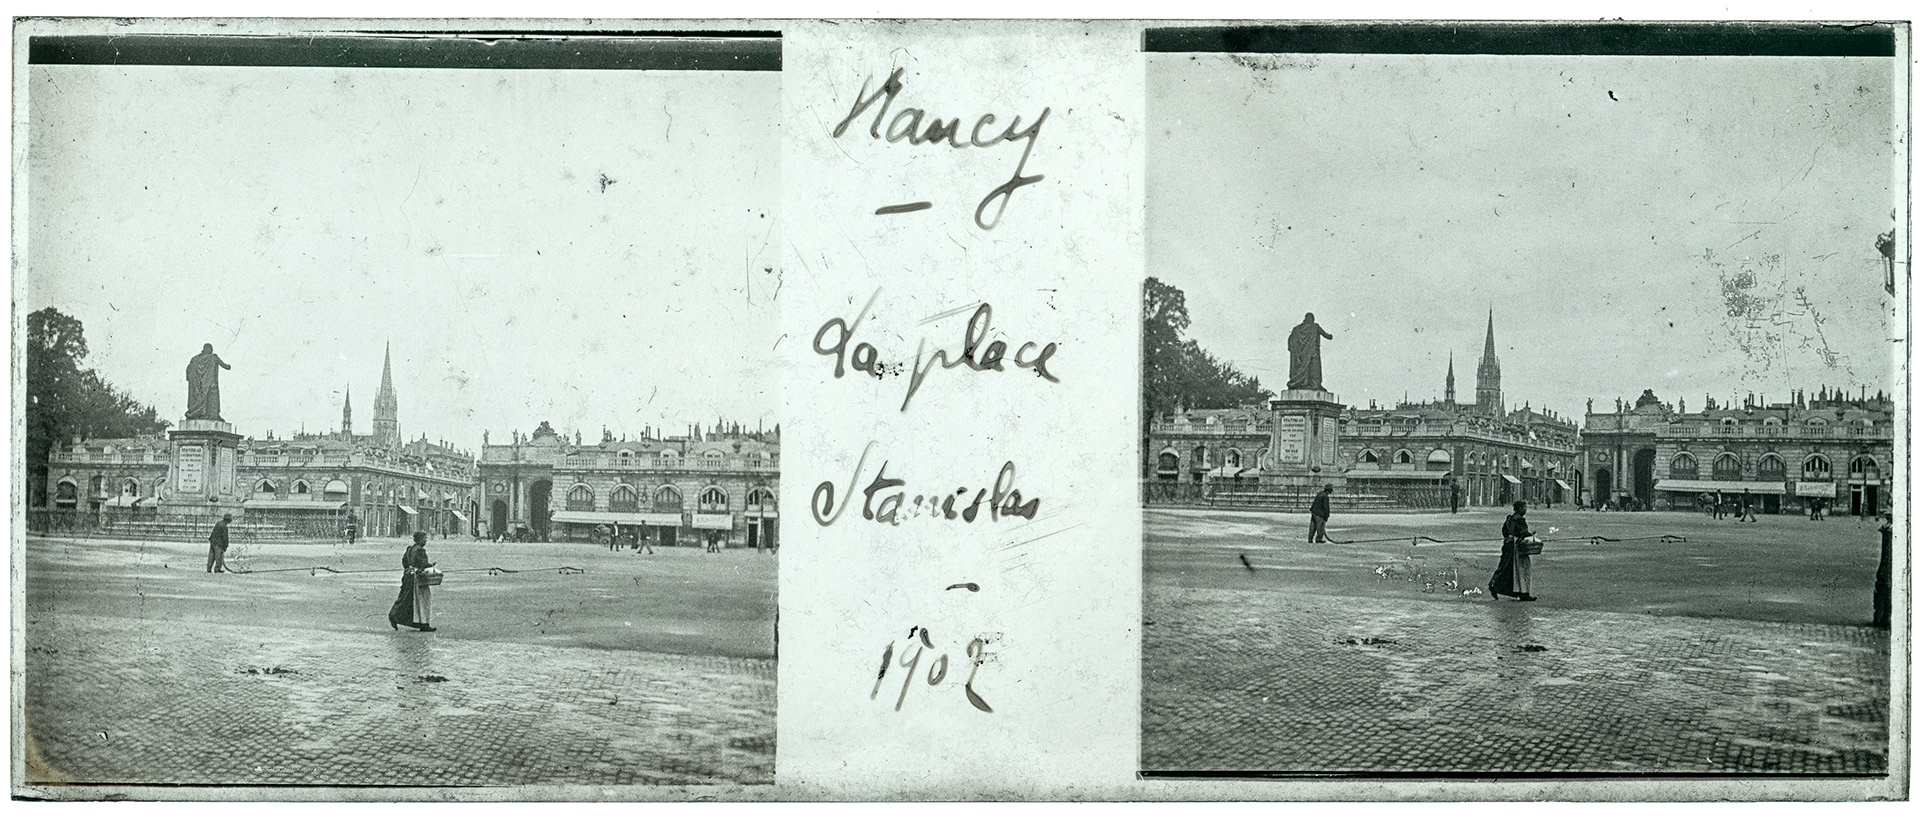 Nancy
—
La place
Stanislas
—
1902